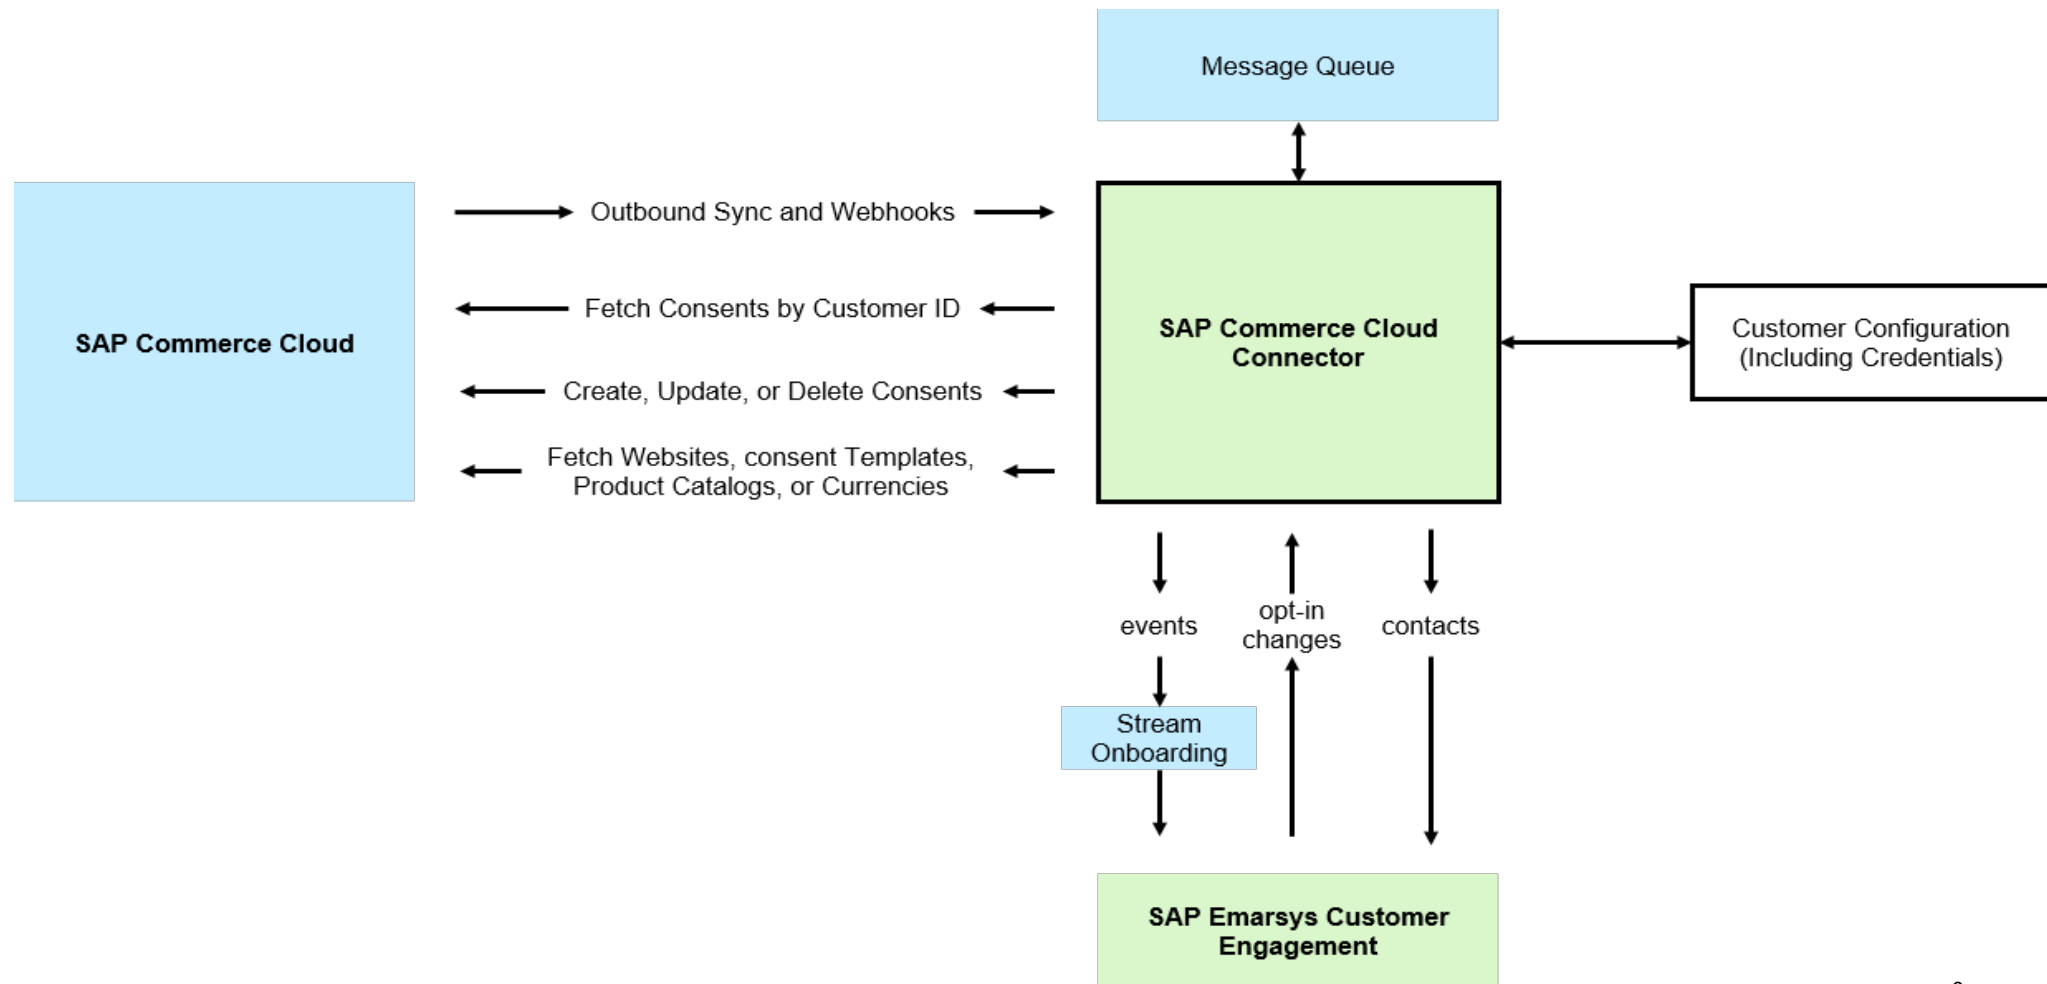 Message Queue
Outbound Sync and Webhooks
Fetch Consents by Customer ID
SAP Commerce Cloud
Create, Update, or Delete Consents
Fetch Websites, consent Templates,
Product Catalogs, or Currencies
SAP Commerce Cloud
Connector
Customer Configuration
(Including Credentials)
events
opt-in
changes
contacts
Stream
Onboarding
SAP Emarsys Customer
Engagement